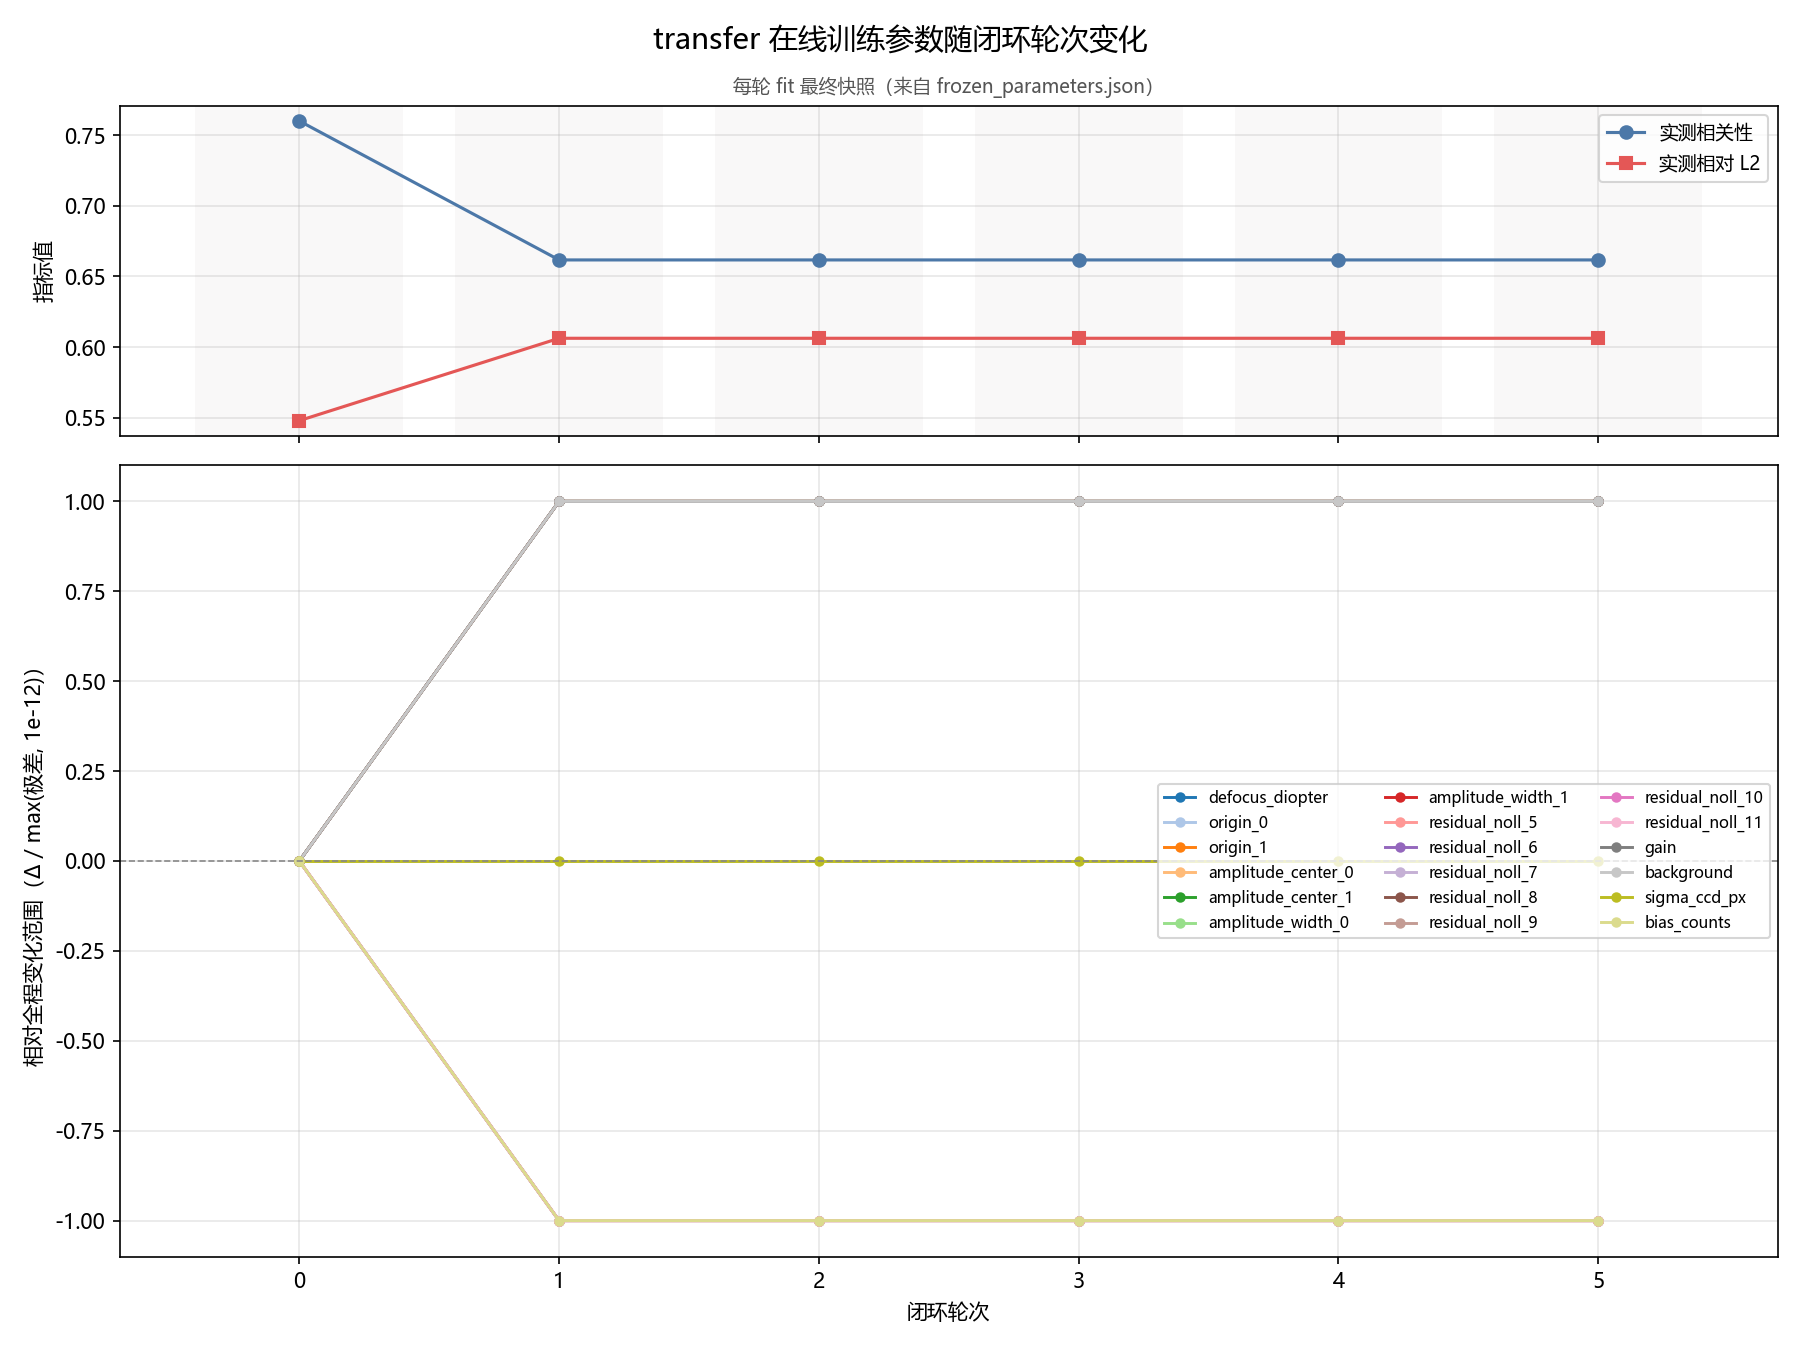 transfer 在线训练参数随闭环轮次变化
每轮 fit 最终快照（来自 frozen_parameters.json）
指标值
0.75
0.70
0.65
0.60
0.55
实测相关性
实测相对 L2
相对全程变化范围（Δ / max(极差, 1e-12)）
1.00
0.75
0.50
0.25
0.00
-0.25
-0.50
-0.75
-1.00
defocus_diopter
origin_0
origin_1
amplitude_center_0
amplitude_center_1
amplitude_width_0
amplitude_width_1
residual_noll_5
residual_noll_6
residual_noll_7
residual_noll_8
residual_noll_9
residual_noll_10
residual_noll_11
gain
background
sigma_ccd_px
bias_counts
0 1 2 3 4 5
闭环轮次